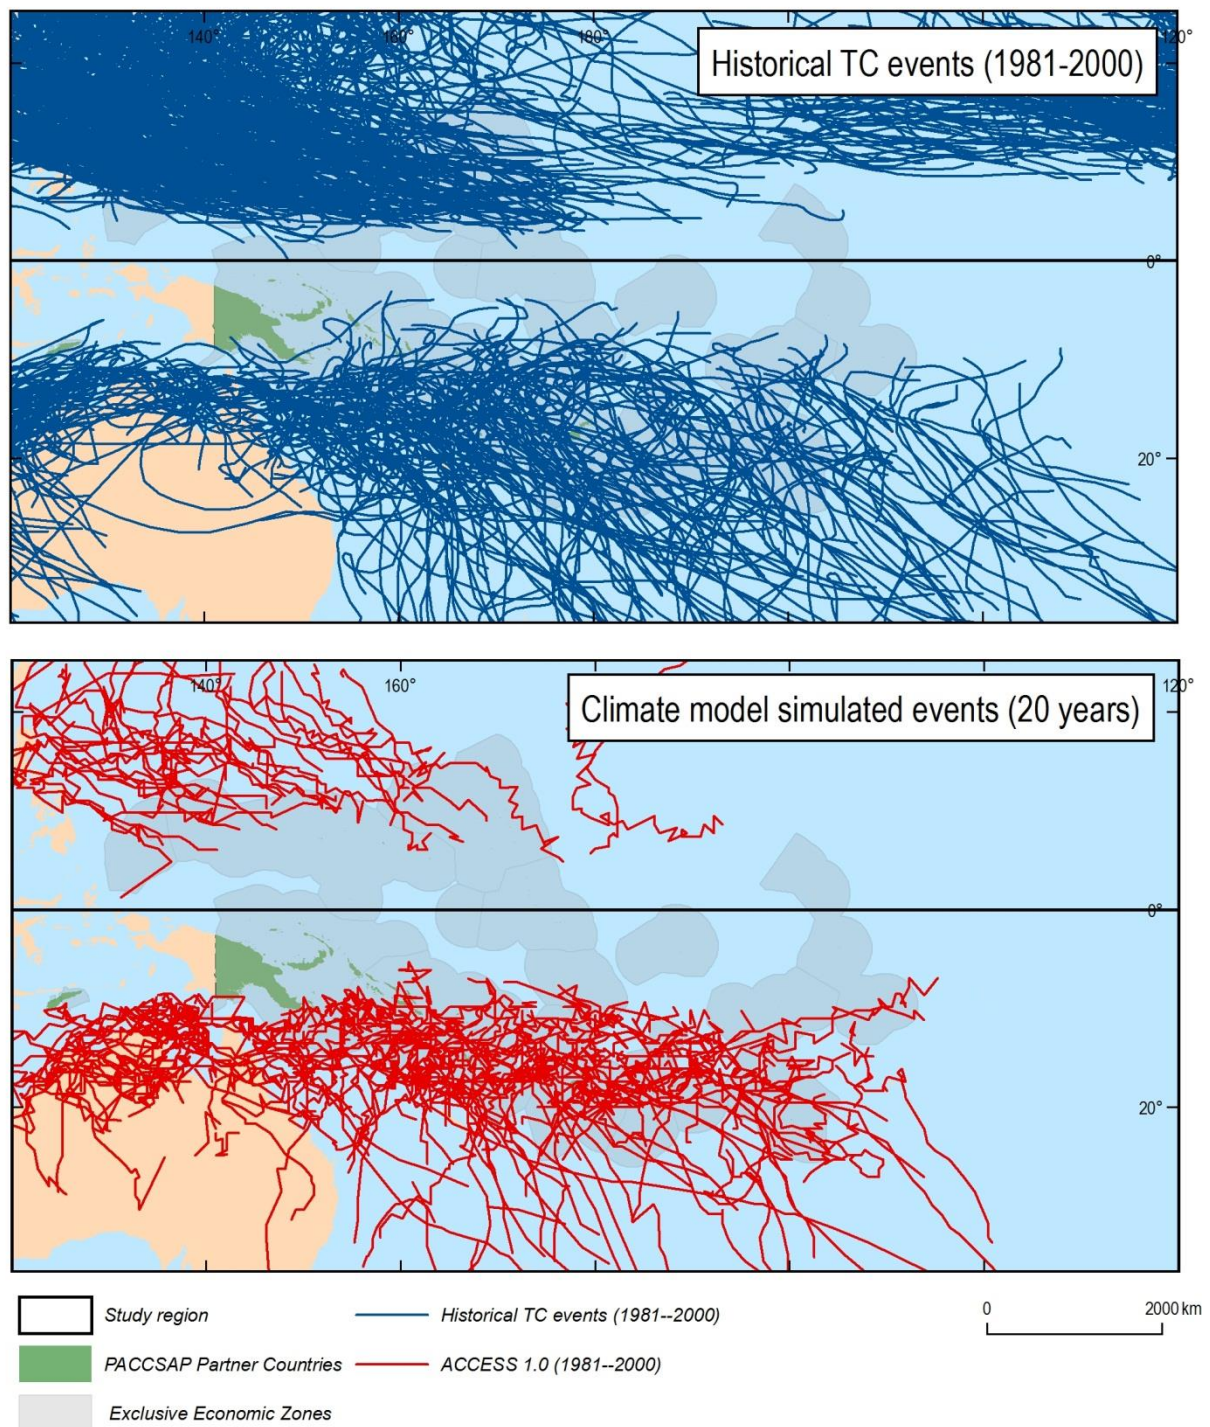 140° 160° 180° 120°
Historical TC events (1981-2000)
0°
20°
140° 160° 120°
Climate model simulated events (20 years)
0°
20°
Study region
Historical TC events (1981--2000)
0 2000 km
PACCSAP Partner Countries
ACCESS 1.0 (1981--2000)
Exclusive Economic Zones